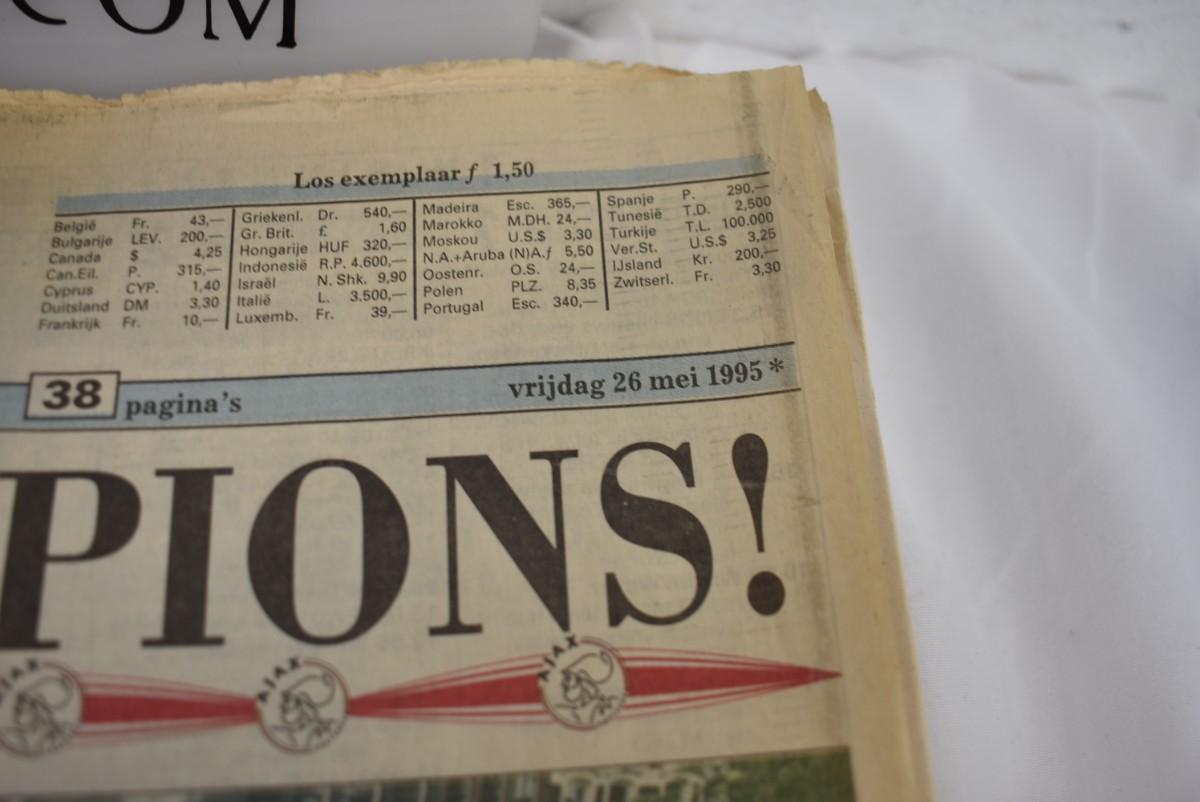 COM
Los exemplaar ƒ 1,50
België Fr. 43,—
Bulgarije LEV. 200,—
Canada $ 4,25
Can.Eil. P. 315,—
Cyprus CYP. 1,40
Duitsland DM 3,30
Frankrijk Fr. 10,—
Griekenl. Dr. 540,—
Gr. Brit. £ 1,60
Hongarije HUF 320,—
Indonesië R.P. 4.600,—
Israël N. Shk. 9,90
Italië L. 3.500,—
Luxemb. Fr. 39,—
Madeira Esc. 365,—
Marokko M.DH. 24,—
Moskou U.S.$ 3,30
N.A.+Aruba (N)A.ƒ 5,50
Oostenr. O.S. 24,—
Polen PLZ. 8,35
Portugal Esc. 340,—
Spanje P. 290,—
Tunesië T.D. 2,500
Turkije T.L. 100.000
Ver.St. U.S.$ 3,25
IJsland Kr. 200,—
Zwitserl. Fr. 3,30
38 pagina's vrijdag 26 mei 1995*
PIONS!
AJAX AJAX AJAX